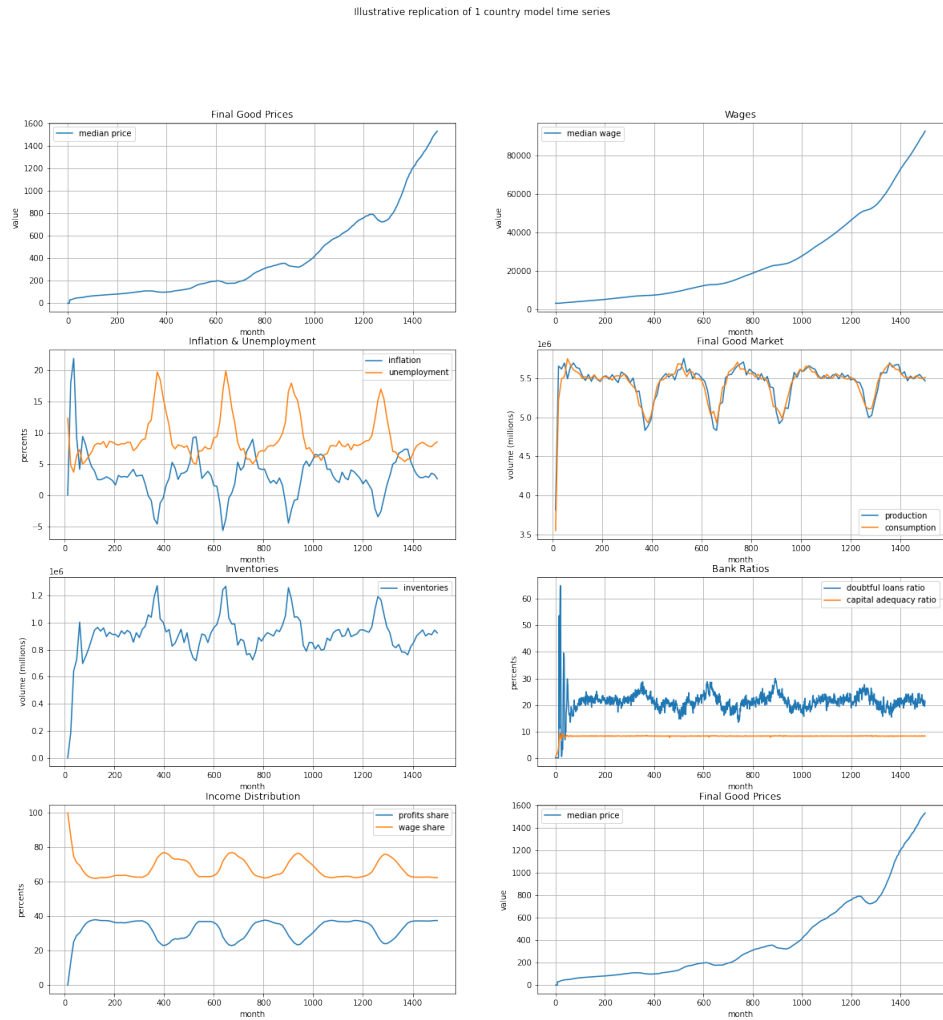 Illustrative replication of 1 country model time series
Final Good Prices
median price
value
1600
1400
1200
1000
800
600
400
200
0
0 200 400 600 800 1000 1200 1400
month
Wages
median wage
value
80000
60000
40000
20000
0
0 200 400 600 800 1000 1200 1400
month
Inflation & Unemployment
inflation
unemployment
percents
20
15
10
5
0
−5
0 200 400 600 800 1000 1200 1400
month
Final Good Market
1e6
production
consumption
volume (millions)
5.5
5.0
4.5
4.0
3.5
0 200 400 600 800 1000 1200 1400
month
Inventories
1e6
inventories
volume (millions)
1.2
1.0
0.8
0.6
0.4
0.2
0.0
0 200 400 600 800 1000 1200 1400
month
Bank Ratios
doubtful loans ratio
capital adequacy ratio
percents
60
50
40
30
20
10
0
0 200 400 600 800 1000 1200 1400
month
Income Distribution
profits share
wage share
percents
100
80
60
40
20
0
0 200 400 600 800 1000 1200 1400
month
Final Good Prices
median price
value
1600
1400
1200
1000
800
600
400
200
0
0 200 400 600 800 1000 1200 1400
month